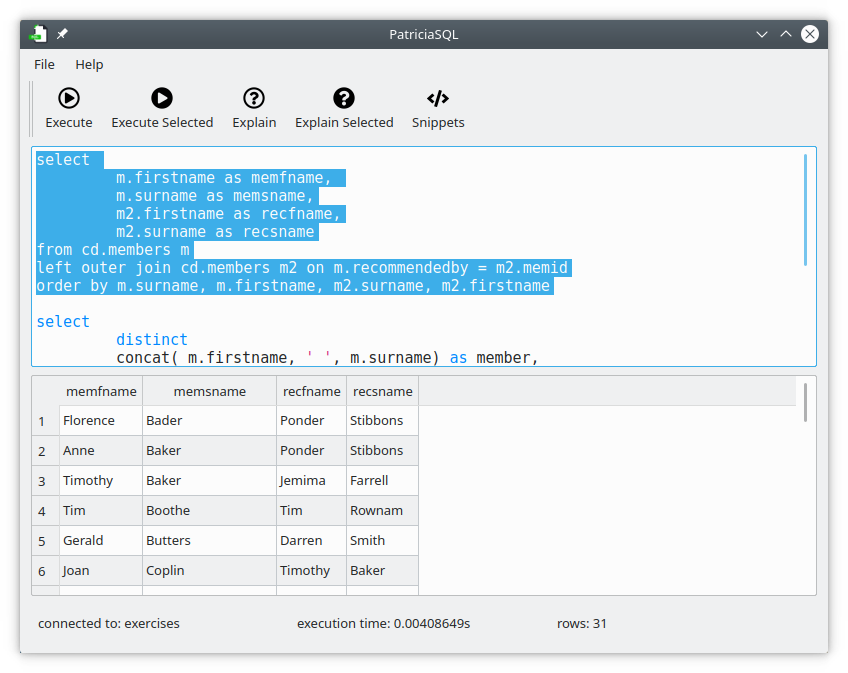 PatriciaSQL
File Help
Execute Execute Selected Explain Explain Selected Snippets
select
m.firstname as memfname,
m.surname as memsname,
m2.firstname as recfname,
m2.surname as recsname
from cd.members m
left outer join cd.members m2 on m.recommendedby = m2.memid
order by m.surname, m.firstname, m2.surname, m2.firstname
select
distinct
concat( m.firstname, ' ', m.surname) as member,
memfname memsname recfname recsname
1 Florence Bader Ponder Stibbons
2 Anne Baker Ponder Stibbons
3 Timothy Baker Jemima Farrell
4 Tim Boothe Tim Rownam
5 Gerald Butters Darren Smith
6 Joan Coplin Timothy Baker
connected to: exercises execution time: 0.00408649s rows: 31